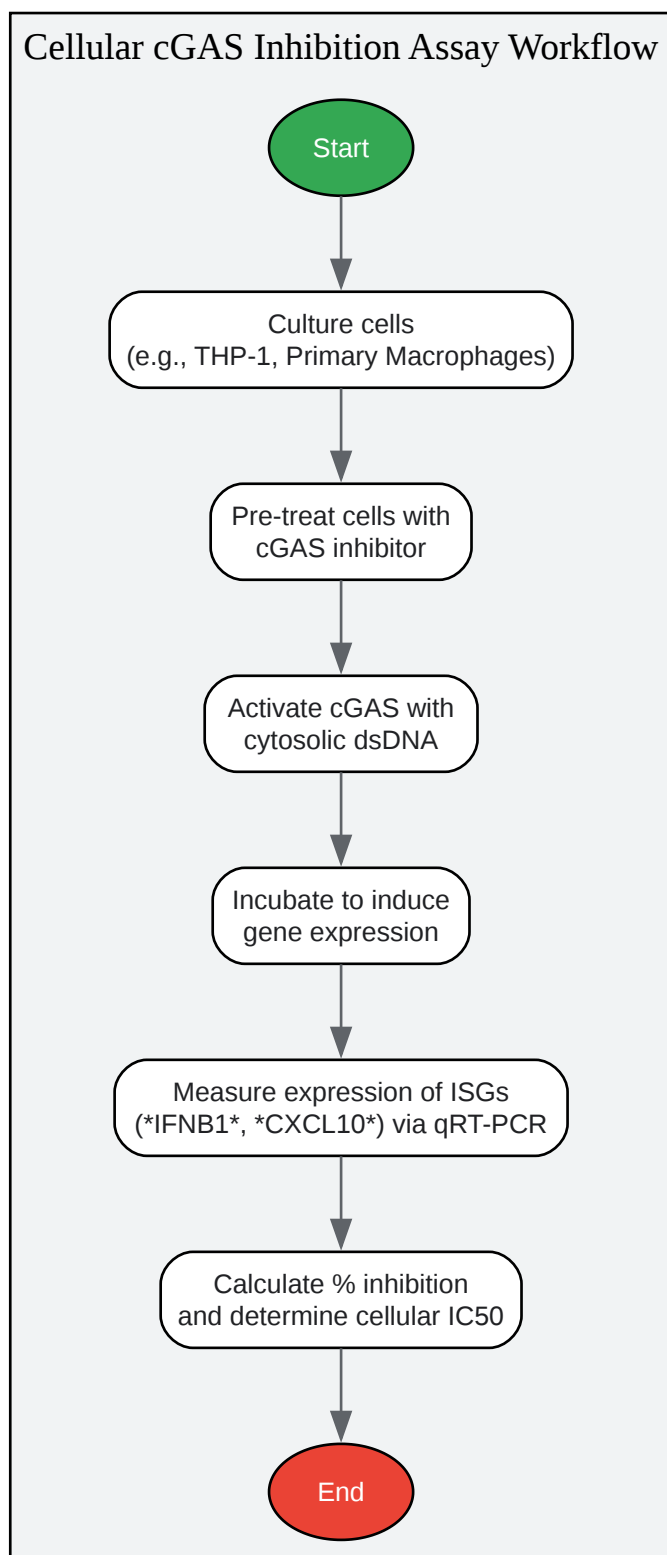 Cellular cGAS Inhibition Assay Workflow
Start
Culture cells
(e.g., THP-1, Primary Macrophages)
Pre-treat cells with
cGAS inhibitor
Activate cGAS with
cytosolic dsDNA
Incubate to induce
gene expression
Measure expression of ISGs
(*IFNB1*, *CXCL10*) via qRT-PCR
Calculate % inhibition
and determine cellular IC50
End